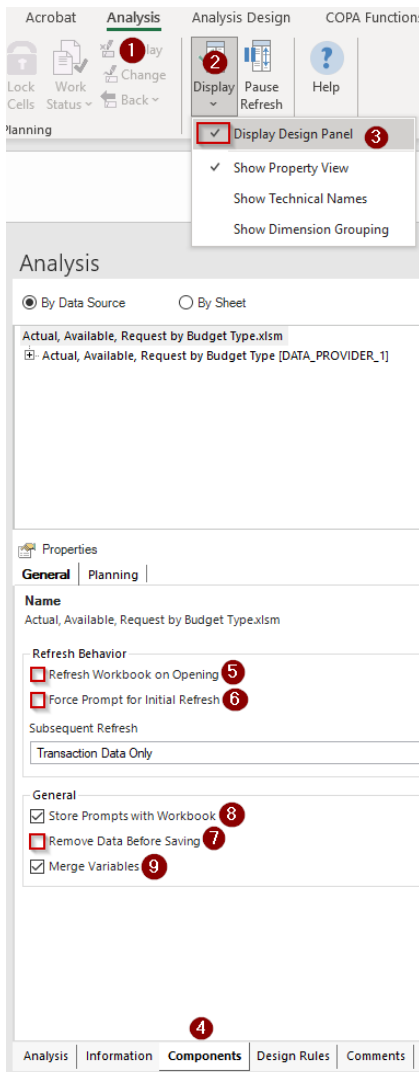 Acrobat Analysis Analysis Design COPA Function
1 lay 2
Lock Work Change Display Pause Help
Cells Status Back Refresh
Planning
Display Design Panel 3
Show Property View
Show Technical Names
Show Dimension Grouping
Analysis
By Data Source By Sheet
Actual, Available, Request by Budget Type.xlsm
Actual, Available, Request by Budget Type [DATA_PROVIDER_1]
Properties
General Planning
Name
Actual, Available, Request by Budget Type.xlsm
Refresh Behavior
Refresh Workbook on Opening 5
Force Prompt for Initial Refresh 6
Subsequent Refresh
Transaction Data Only
General
Store Prompts with Workbook 8
Remove Data Before Saving 7
Merge Variables 9
4
Analysis Information Components Design Rules Comments